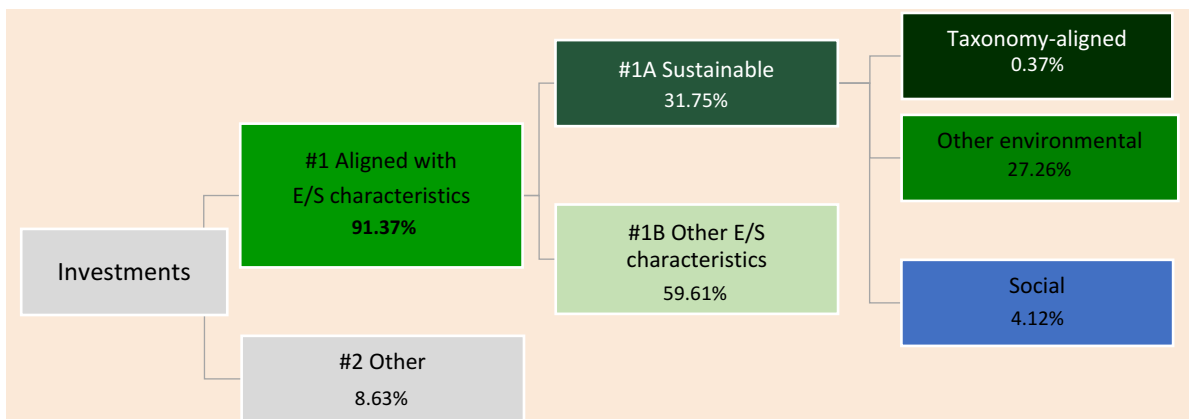 Investments
#1 Aligned with
E/S characteristics
91.37%
#2 Other
8.63%
#1A Sustainable
31.75%
#1B Other E/S
characteristics
59.61%
Taxonomy-aligned
0.37%
Other environmental
27.26%
Social
4.12%